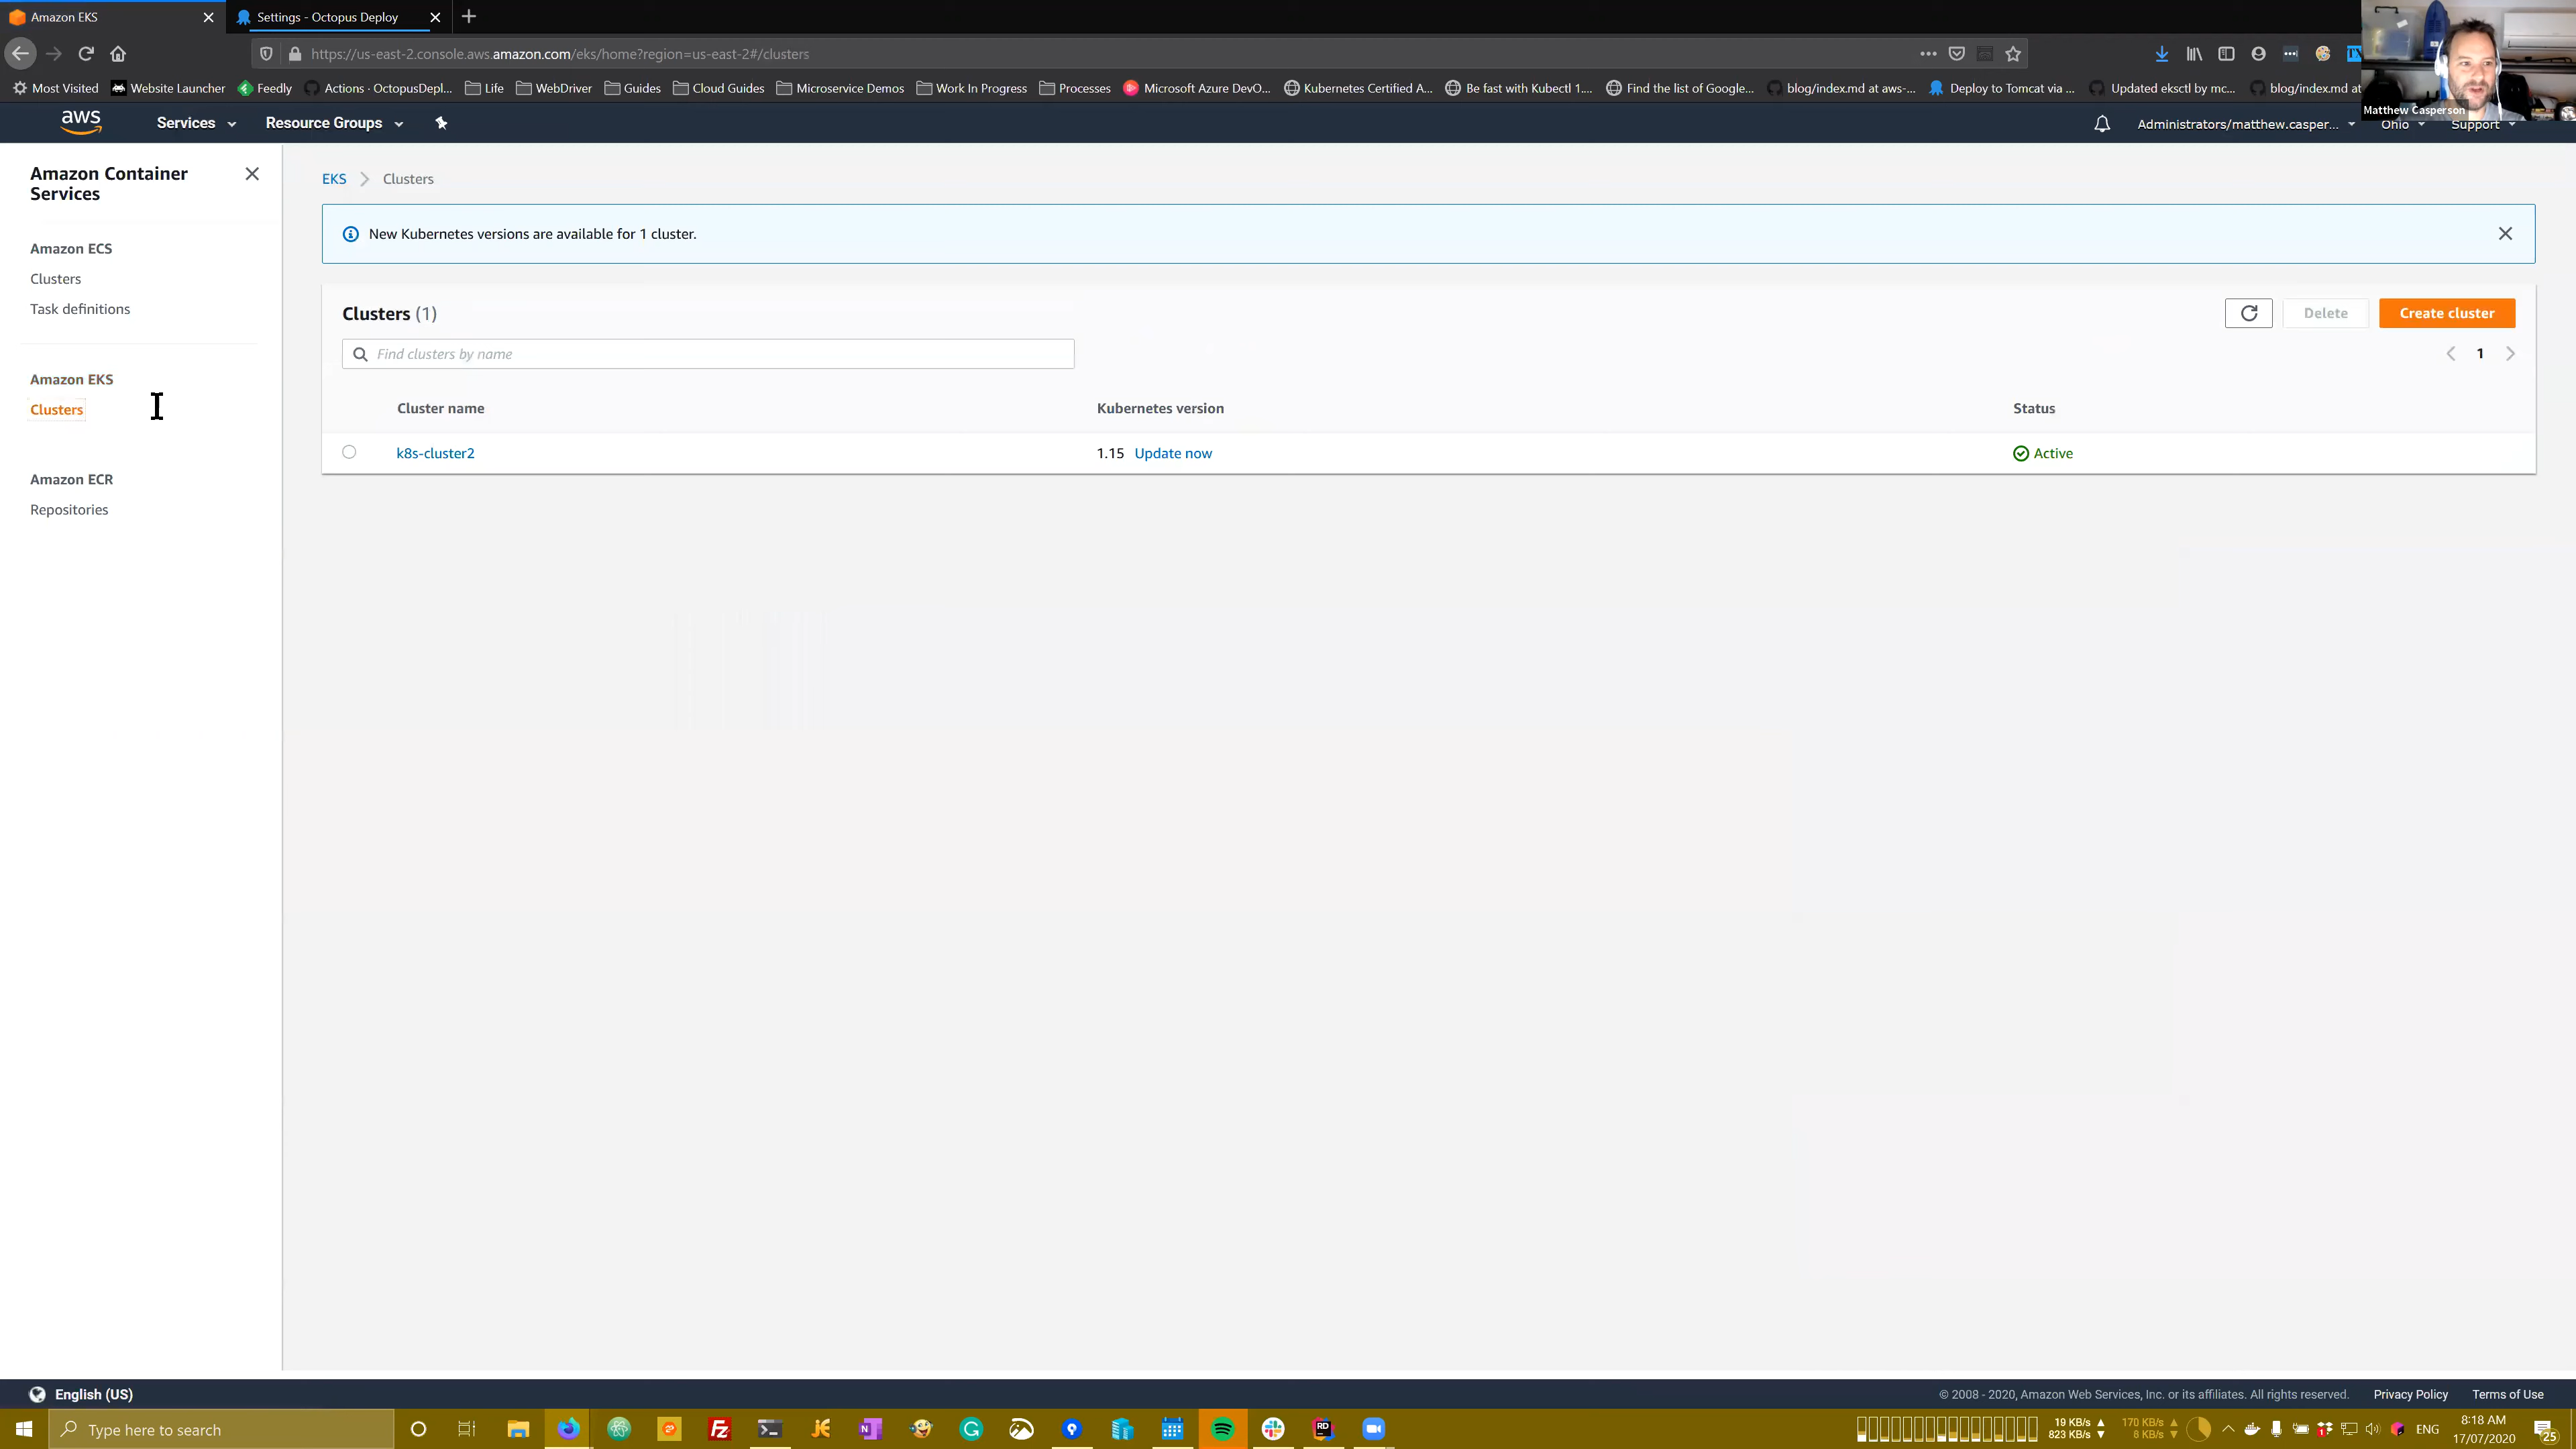 Amazon EKS
Settings - Octopus Deploy
https://us-east-2.console.aws.amazon.com/eks/home?region=us-east-2#/clusters
Most Visited
Website Launcher
Feedly
Actions · OctopusDepl...
Life
WebDriver
Guides
Cloud Guides
Microservice Demos
Work In Progress
Processes
Microsoft Azure DevO...
Kubernetes Certified A...
Be fast with Kubectl 1....
Find the list of Google...
blog/index.md at aws-...
Deploy to Tomcat via ...
Updated eksctl by mc...
blog/index.md at
Matthew Casperson
aws
Services
Resource Groups
Administrators/matthew.casper...
Ohio
Support
Amazon Container
Services
Amazon ECS
Clusters
Task definitions
Amazon EKS
Clusters
Amazon ECR
Repositories
EKS
Clusters
New Kubernetes versions are available for 1 cluster.
Clusters (1)
Delete
Create cluster
Find clusters by name
1
Cluster name
Kubernetes version
Status
k8s-cluster2
1.15 Update now
Active
English (US)
© 2008 - 2020, Amazon Web Services, Inc. or its affiliates. All rights reserved.
Privacy Policy
Terms of Use
Type here to search
19 KB/s
823 KB/s
170 KB/s
8 KB/s
ENG
8:18 AM
17/07/2020
25